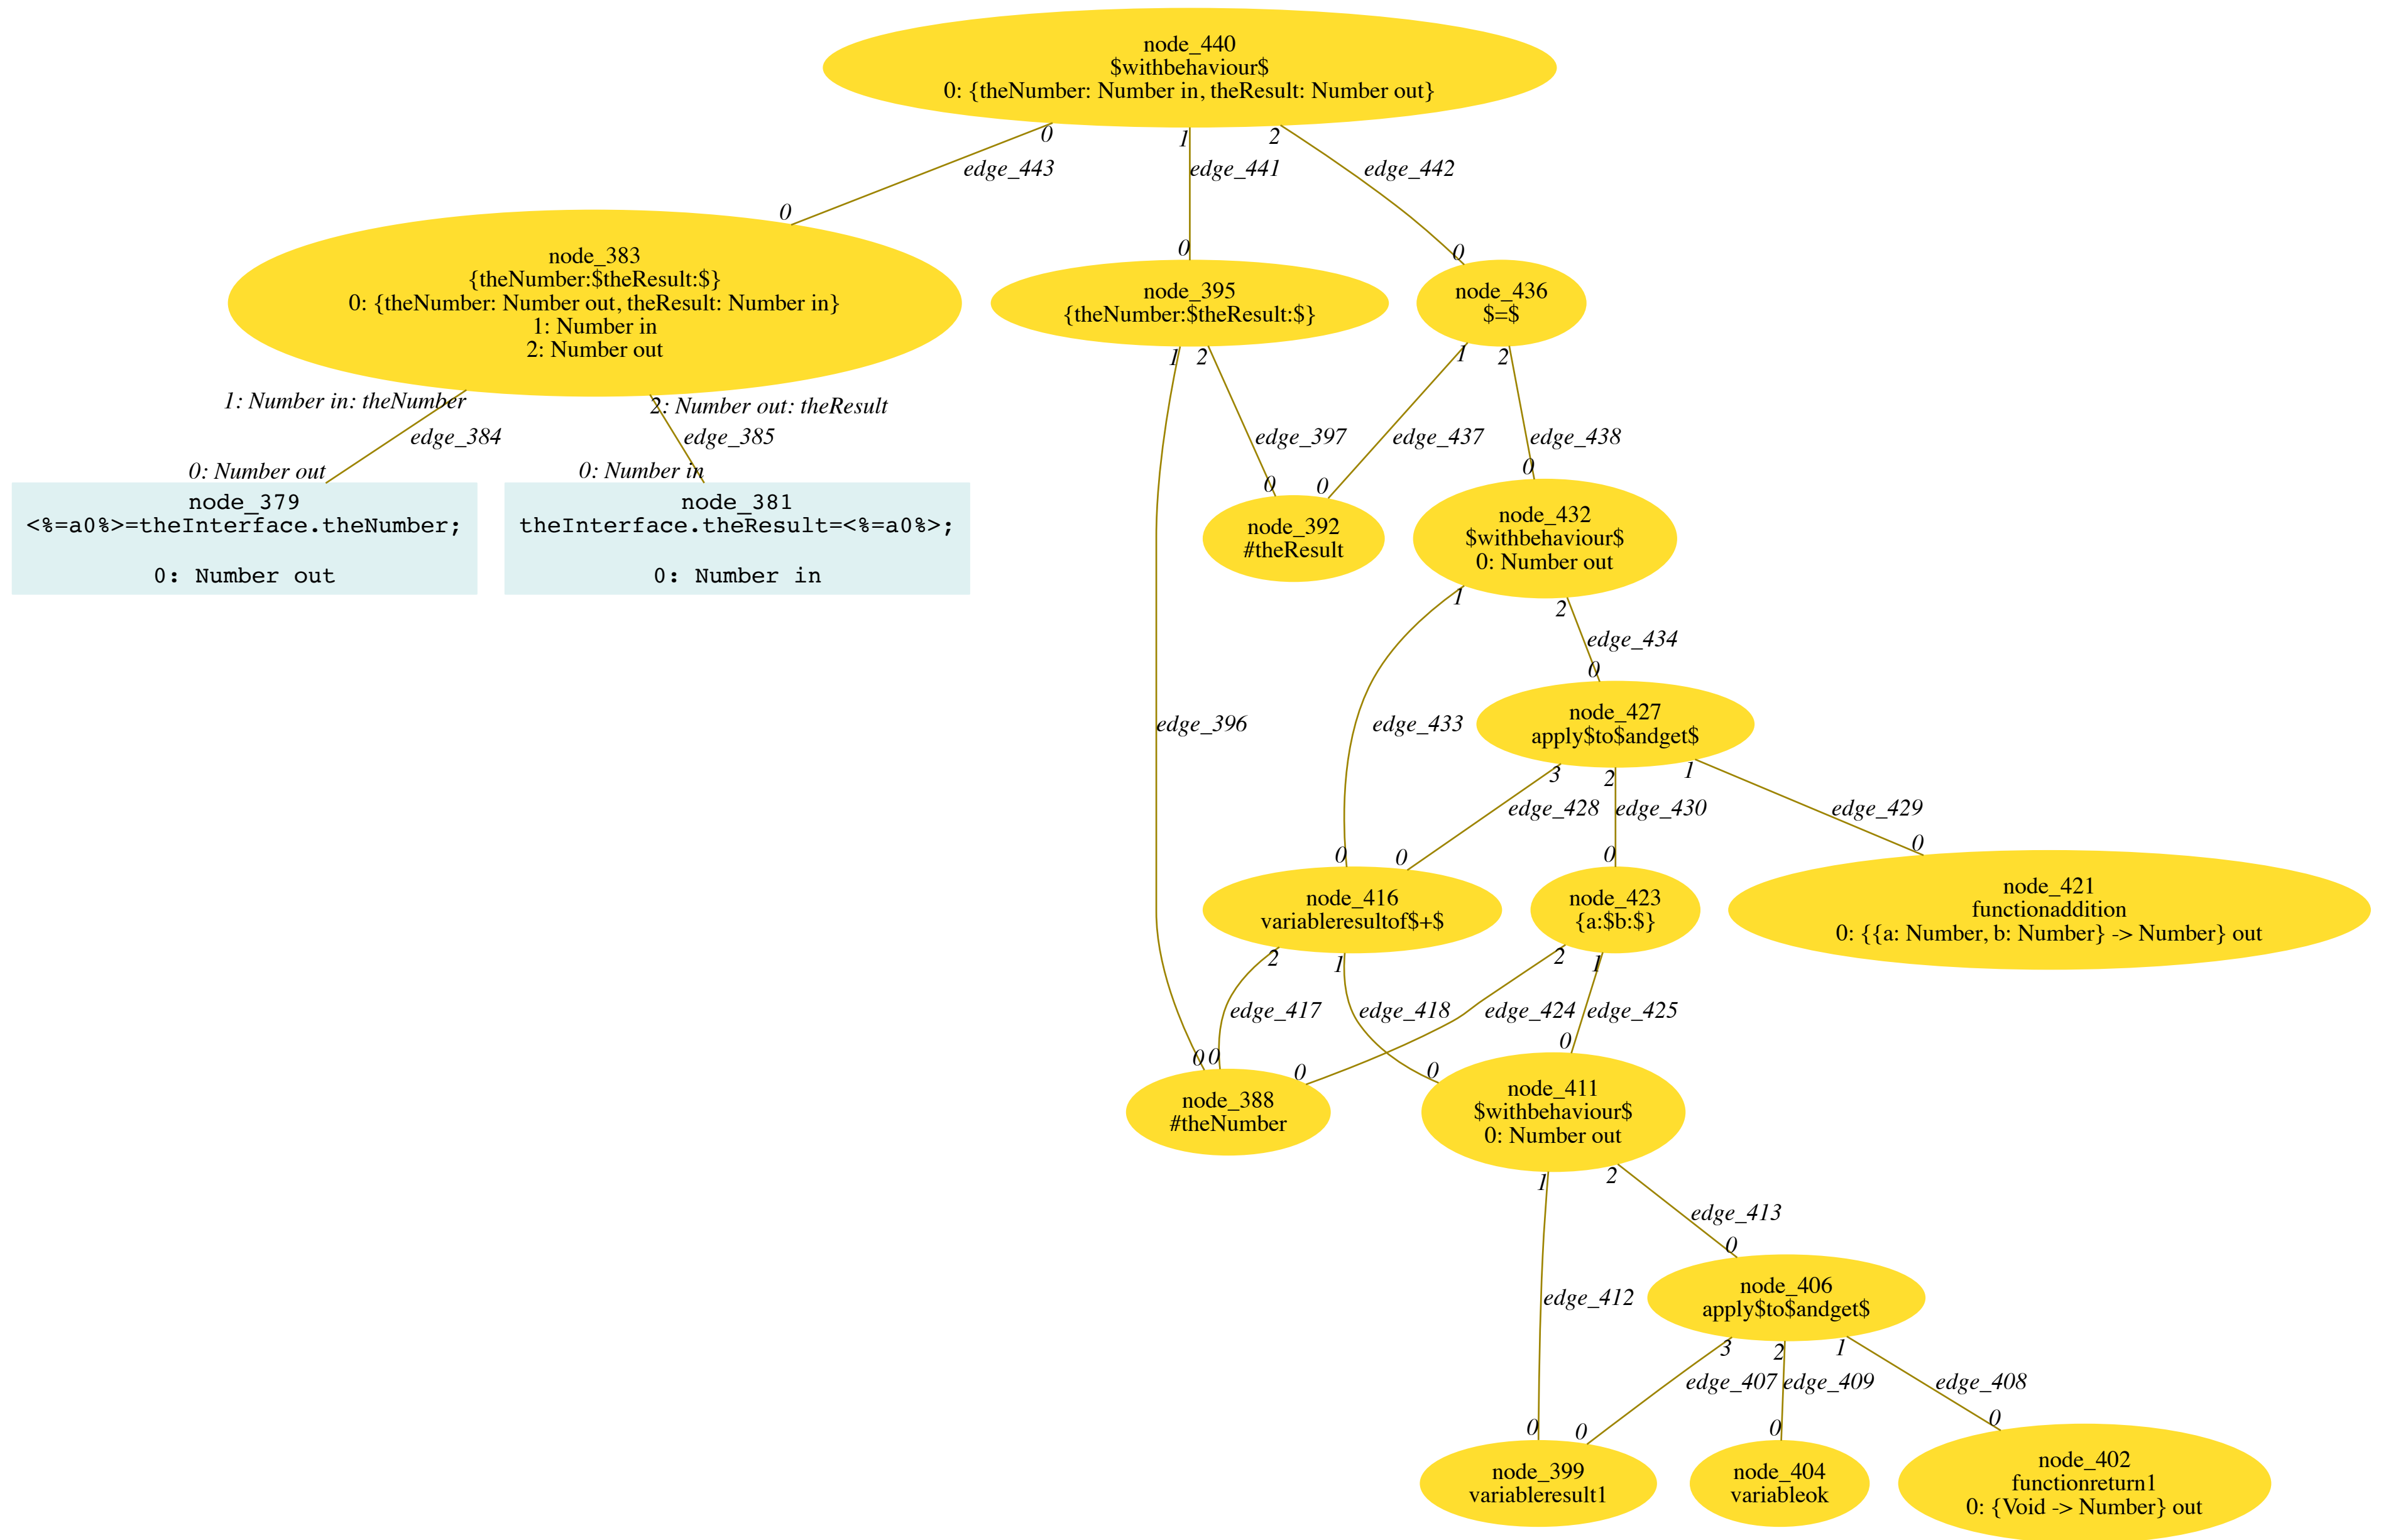 node_440
$withbehaviour$
0: {theNumber: Number in, theResult: Number out}
0
1
2
edge_443
edge_441
edge_442
0
0
0
node_383
{theNumber:$theResult:$}
0: {theNumber: Number out, theResult: Number in}
1: Number in
2: Number out
node_395
{theNumber:$theResult:$}
node_436
$=$
1: Number in: theNumber
2: Number out: theResult
1
2
1
2
edge_384
edge_385
edge_397
edge_437
edge_438
0: Number out
0: Number in
0
0
0
node_379
<%=a0%>=theInterface.theNumber;
0: Number out
node_381
theInterface.theResult=<%=a0%>;
0: Number in
node_392
#theResult
node_432
$withbehaviour$
0: Number out
1
2
edge_434
0
edge_396
edge_433
node_427
apply$to$andget$
3
2
1
edge_428
edge_430
edge_429
0
0
0
0
node_416
variableresultof$+$
node_423
{a:$b:$}
node_421
functionaddition
0: {{a: Number, b: Number} -> Number} out
2
1
2
1
edge_417
edge_418
edge_424
edge_425
0
0
0
0
0
node_388
#theNumber
node_411
$withbehaviour$
0: Number out
1
2
edge_413
0
edge_412
node_406
apply$to$andget$
3
2
1
edge_407
edge_409
edge_408
0
0
0
0
node_399
variableresult1
node_404
variableok
node_402
functionreturn1
0: {Void -> Number} out